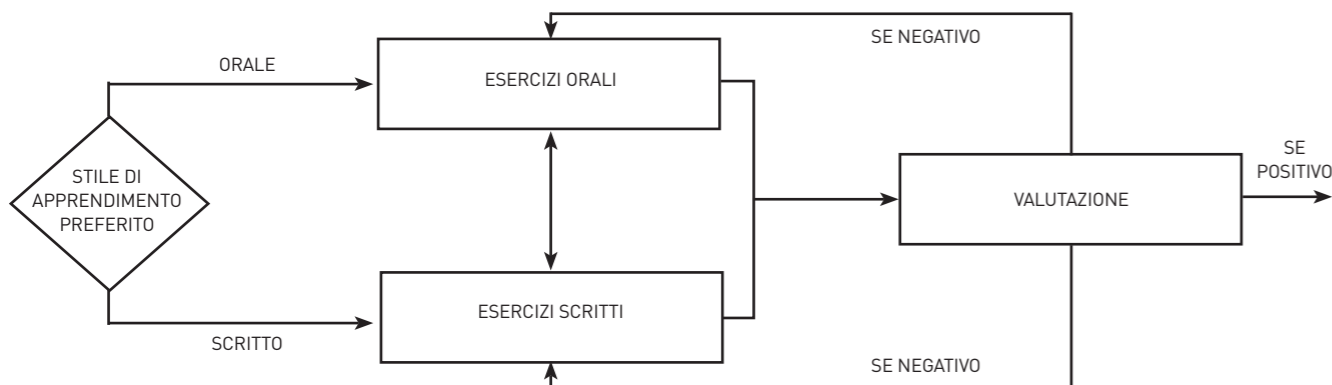 SE NEGATIVO
ORALE
ESERCIZI ORALI
STILE DI
APPRENDIMENTO
PREFERITO
VALUTAZIONE
SE
POSITIVO
ESERCIZI SCRITTI
SCRITTO
SE NEGATIVO